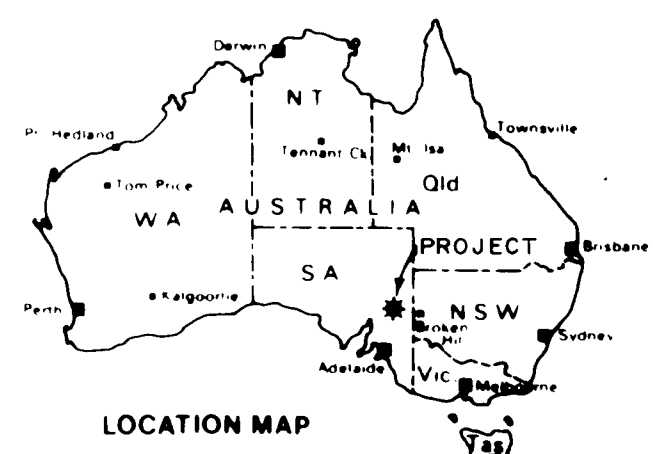 Darwin
NT
Pt. Hedland
Townsville
Tennant Ck
Mt. Isa
Tom Price
Qld
AUSTRALIA
WA
PROJECT
Brisbane
SA
Kalgoorlie
Perth
NSW
Broken
Hill
Sydney
Adelaide
Vic.
Melbourne
LOCATION MAP
Tas